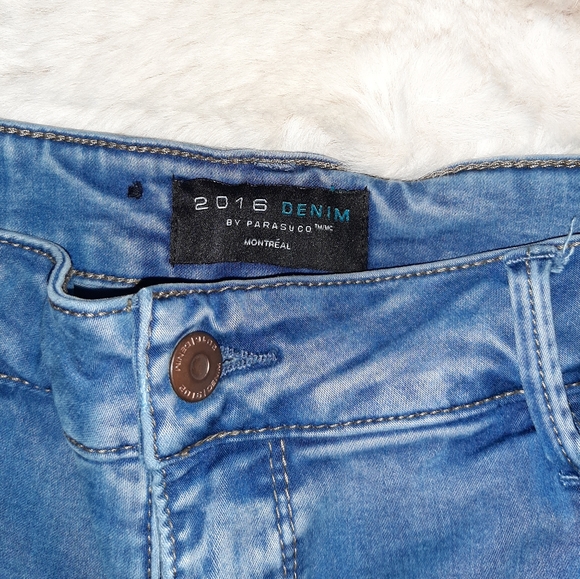 2016 DENIM
BY PARASUCO TM/MC
MONTRÉAL